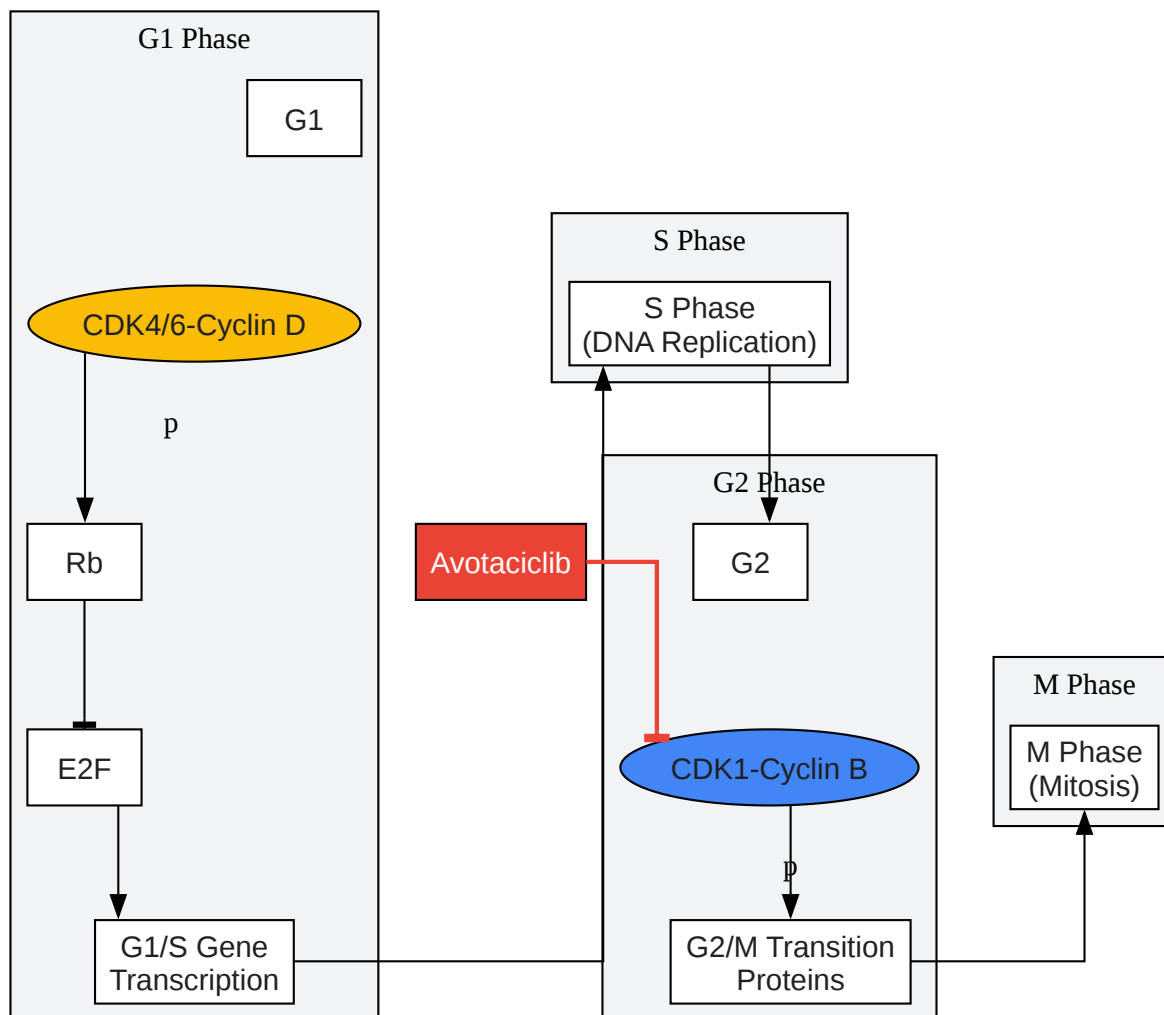 G1 Phase
G1
CDK4/6-Cyclin D
p
Rb
E2F
G1/S Gene
Transcription
S Phase
S Phase
(DNA Replication)
Avotaciclib
G2 Phase
G2
CDK1-Cyclin B
p
G2/M Transition
Proteins
M Phase
M Phase
(Mitosis)